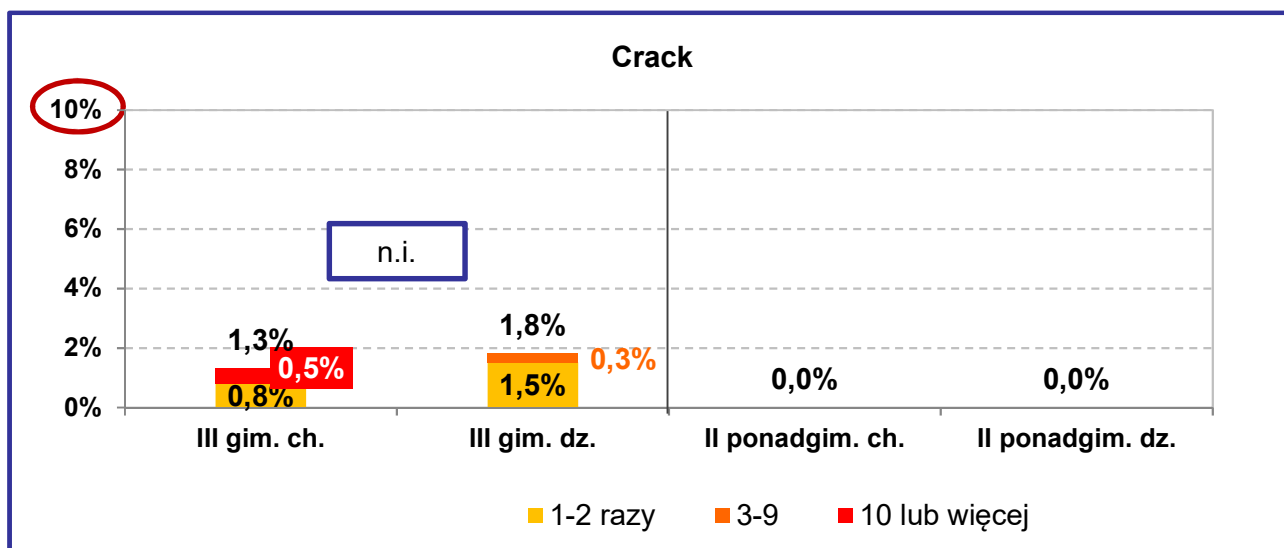 Crack
10%
8%
6%
n.i.
4%
1,3%
1,8%
2%
0,5%
0,3%
0,8%
1,5%
0,0%
0,0%
0%
III gim. ch.
III gim. dz.
II ponadgim. ch.
II ponadgim. dz.
1-2 razy
3-9
10 lub więcej